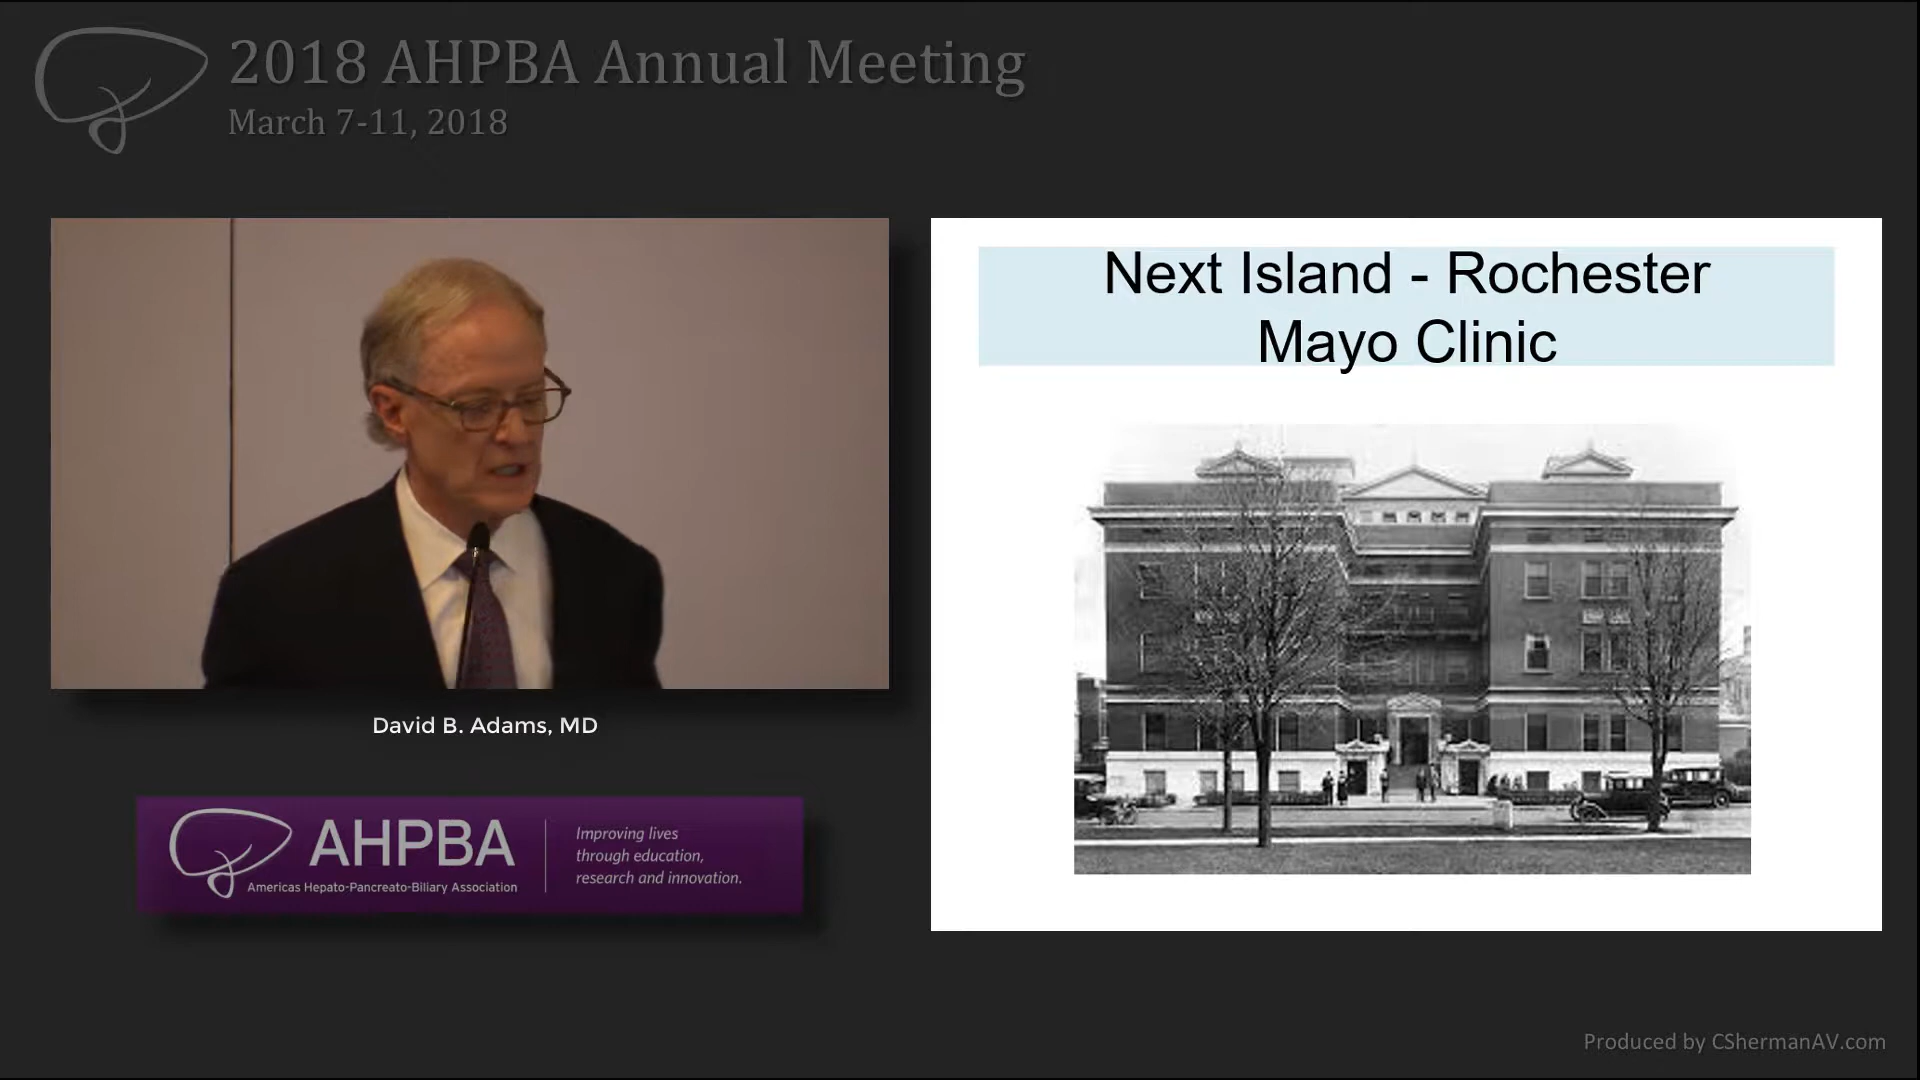 2018 AHPBA Annual Meeting
March 7-11, 2018
Next Island - Rochester
Mayo Clinic
David B. Adams, MD
AHPBA
Americas Hepato-Pancreato-Biliary Association
Improving lives
through education,
research and innovation.
Produced by CShermanAV.com